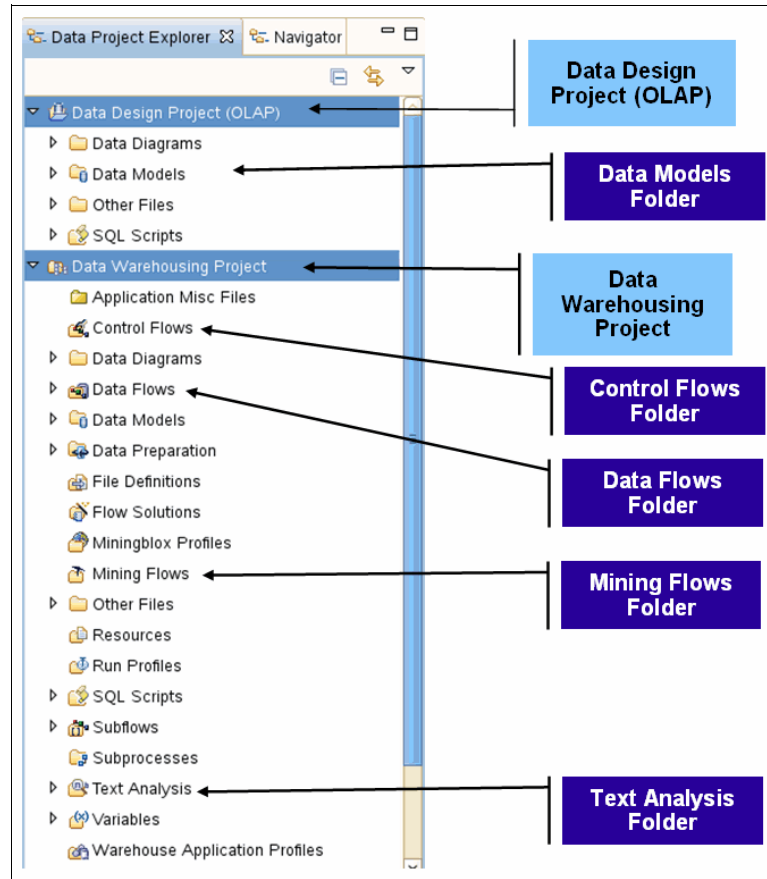 Data Project Explorer
Navigator
Data Design Project (OLAP)
Data Diagrams
Data Models
Other Files
SQL Scripts
Data Warehousing Project
Application Misc Files
Control Flows
Data Diagrams
Data Flows
Data Models
Data Preparation
File Definitions
Flow Solutions
Miningblox Profiles
Mining Flows
Other Files
Resources
Run Profiles
SQL Scripts
Subflows
Subprocesses
Text Analysis
Variables
Warehouse Application Profiles
Data Design
Project (OLAP)
Data Models
Folder
Data
Warehousing
Project
Control Flows
Folder
Data Flows
Folder
Mining Flows
Folder
Text Analysis
Folder